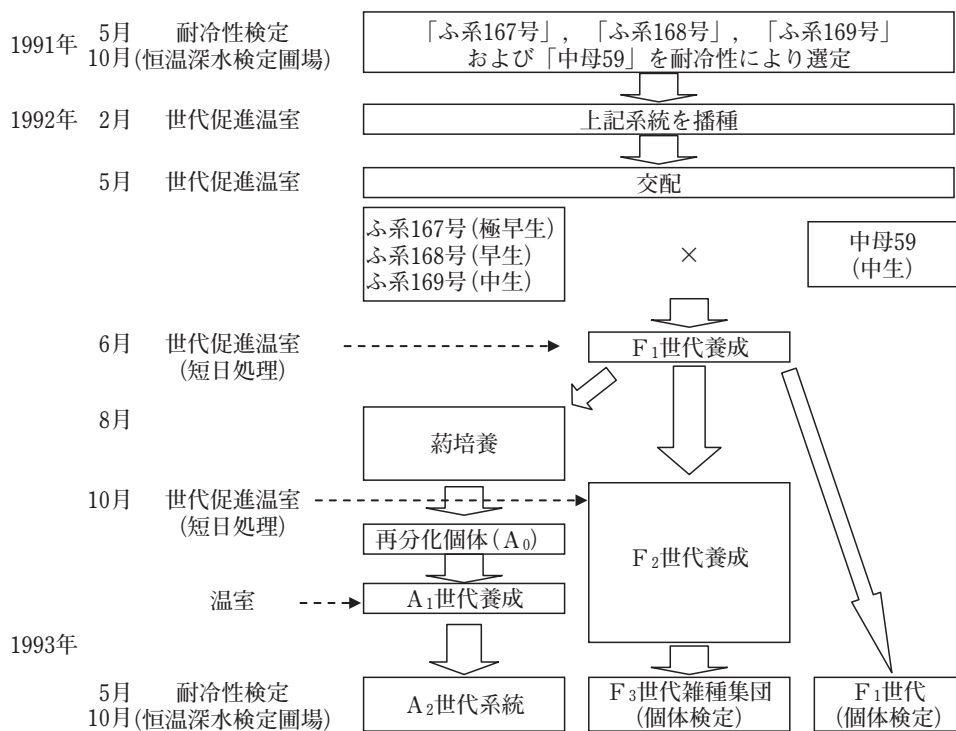 1991年 5月 耐冷性検定 「ふ系167号」,「ふ系168号」,「ふ系169号」
10月(恒温深水検定圃場) および「中母59」を耐冷性により選定
1992年 2月 世代促進温室 上記系統を播種
5月 世代促進温室 交配
ふ系167号(極早生)
ふ系168号(早生)
ふ系169号(中生)
×
中母59
(中生)
6月 世代促進温室 F₁世代養成
(短日処理)
8月 葯培養
10月 世代促進温室
(短日処理)
再分化個体(A₀)
F₂世代養成
温室 A₁世代養成
1993年
5月 耐冷性検定
10月(恒温深水検定圃場)
A₂世代系統
F₃世代雑種集団
(個体検定)
F₁世代
(個体検定)